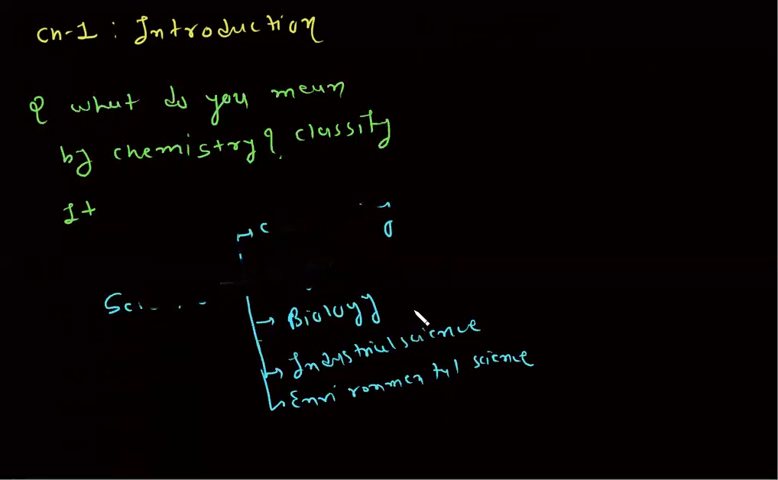 Ch-1: Introduction
Q what do you mean
by chemistry? classify
It
→ Biology
→ Industrial science
→ Environmental science